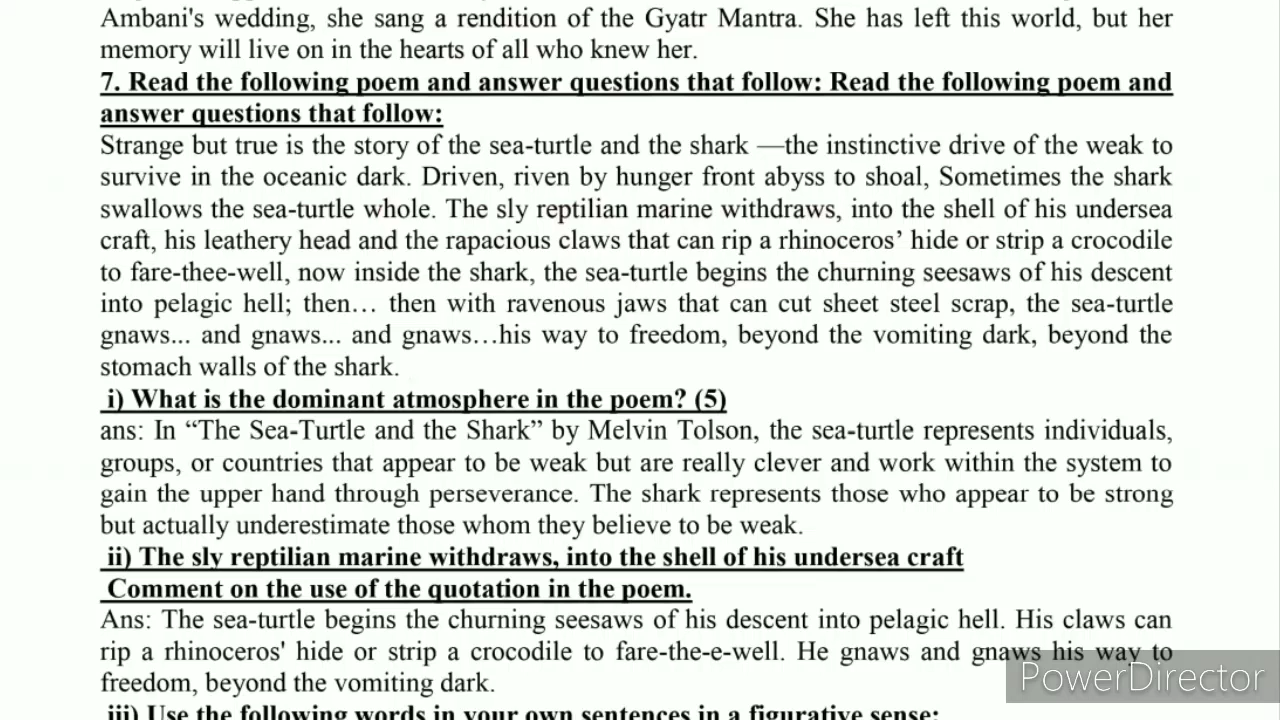 Ambani's wedding, she sang a rendition of the Gyatr Mantra. She has left this world, but her
memory will live on in the hearts of all who knew her.
7. Read the following poem and answer questions that follow: Read the following poem and
answer questions that follow:
Strange but true is the story of the sea-turtle and the shark —the instinctive drive of the weak to
survive in the oceanic dark. Driven, riven by hunger front abyss to shoal, Sometimes the shark
swallows the sea-turtle whole. The sly reptilian marine withdraws, into the shell of his undersea
craft, his leathery head and the rapacious claws that can rip a rhinoceros’ hide or strip a crocodile
to fare-thee-well, now inside the shark, the sea-turtle begins the churning seesaws of his descent
into pelagic hell; then… then with ravenous jaws that can cut sheet steel scrap, the sea-turtle
gnaws... and gnaws... and gnaws…his way to freedom, beyond the vomiting dark, beyond the
stomach walls of the shark.
i) What is the dominant atmosphere in the poem? (5)
ans: In “The Sea-Turtle and the Shark” by Melvin Tolson, the sea-turtle represents individuals,
groups, or countries that appear to be weak but are really clever and work within the system to
gain the upper hand through perseverance. The shark represents those who appear to be strong
but actually underestimate those whom they believe to be weak.
ii) The sly reptilian marine withdraws, into the shell of his undersea craft
Comment on the use of the quotation in the poem.
Ans: The sea-turtle begins the churning seesaws of his descent into pelagic hell. His claws can
rip a rhinoceros' hide or strip a crocodile to fare-the-e-well. He gnaws and gnaws his way to
freedom, beyond the vomiting dark.
PowerDirector
iii) Use the following words in your own sentences in a figurative sense: